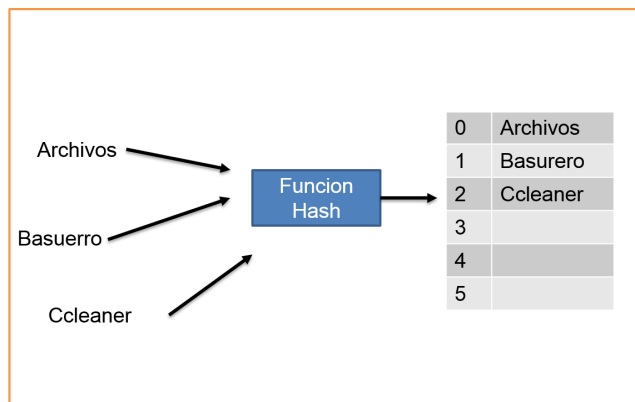 Archivos
Basuerro
Ccleaner
Funcion
Hash
0 Archivos
1 Basurero
2 Ccleaner
3
4
5